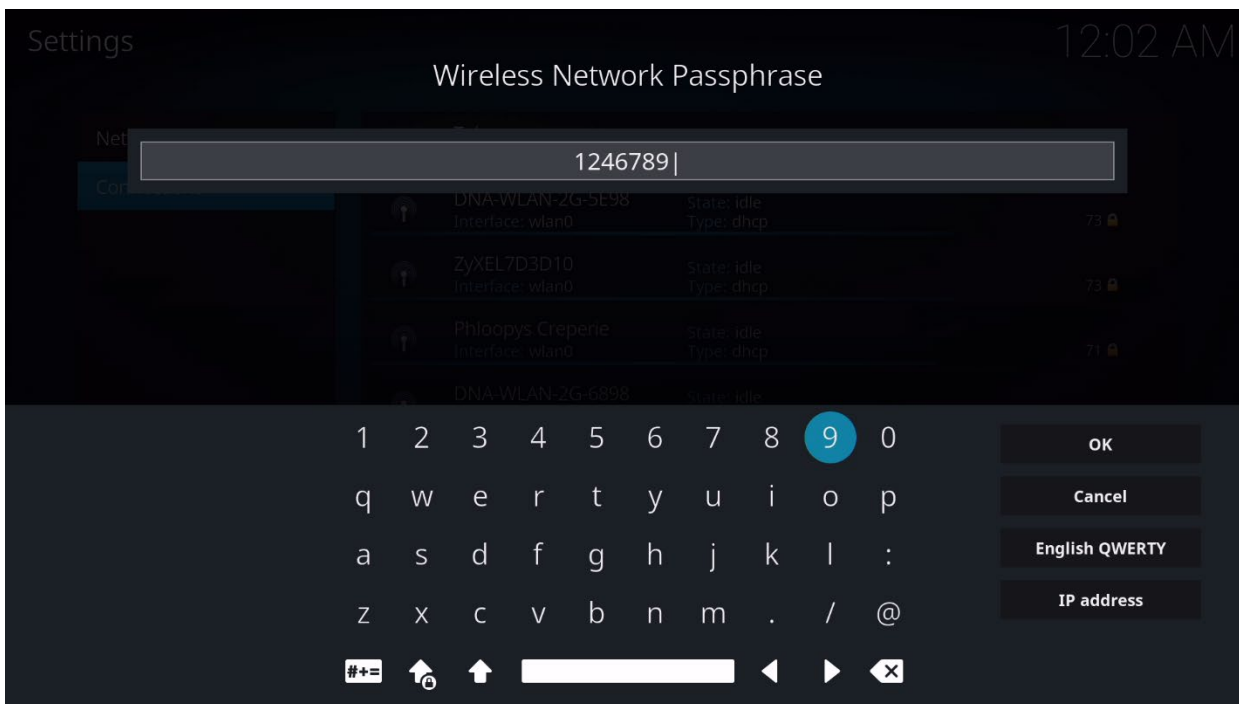 Settings
12:02 AM
Wireless Network Passphrase
1246789
DNA-WLAN-2G-5E98 State: idle
Interface: wlan0 Type: dhcp
73
ZyXEL7D3D10 State: idle
Interface: wlan0 Type: dhcp
73
Phloopys Creperie State: idle
Interface: wlan0 Type: dhcp
71
DNA-WLAN-2G-6898 State: idle
1 2 3 4 5 6 7 8 9 0
OK
q w e r t y u i o p
Cancel
a s d f g h j k l :
English QWERTY
z x c v b n m . / @
IP address
#+=